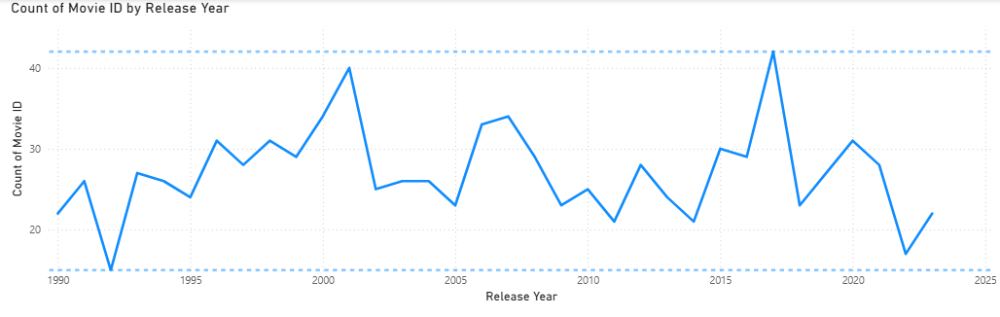 Count of Movie ID by Release Year
Count of Movie ID
40
30
20
1990 1995 2000 2005 2010 2015 2020 2025
Release Year